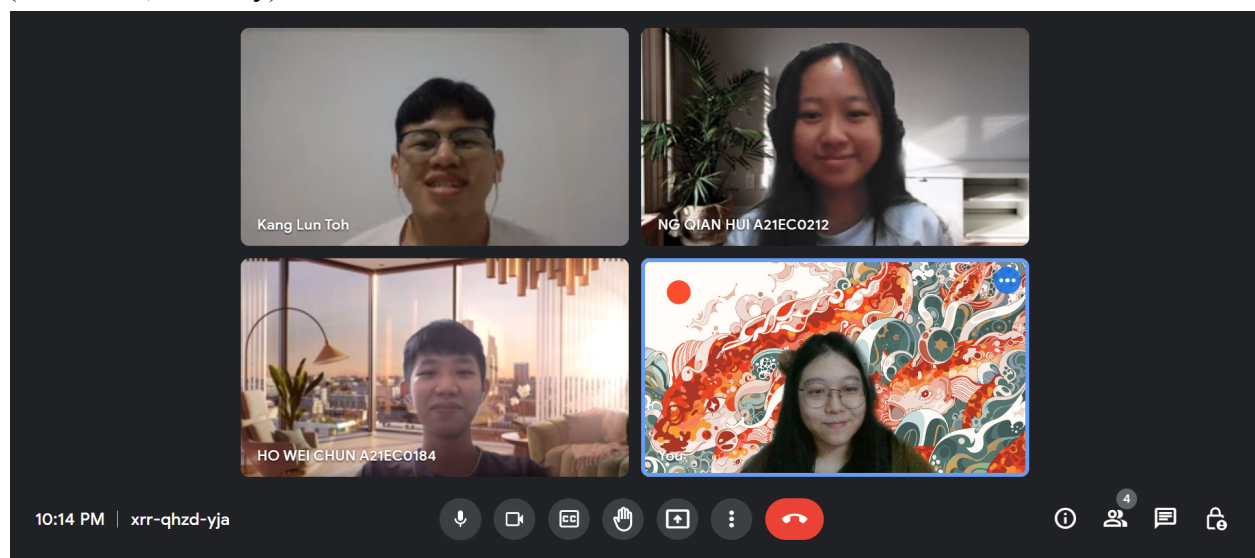 Kang Lun Toh
NG QIAN HUI A21EC0212
HO WEI CHUN A21EC0184
You
10:14 PM | xrr-qhzd-yja
CC
4